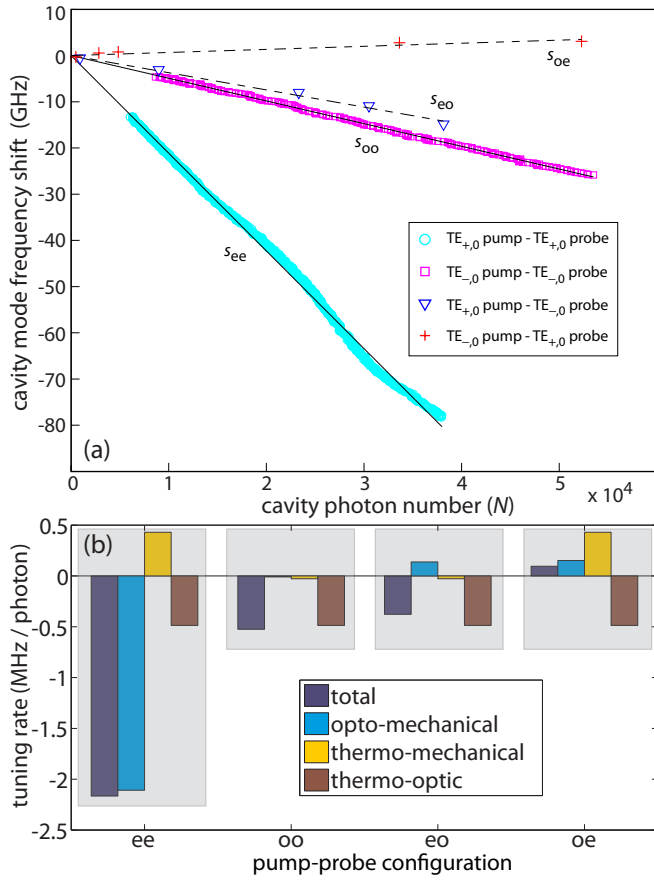 10
0
-10
-20
-30
-40
-50
-60
-70
-80
cavity mode frequency shift (GHz)
s_oe
s_eo
s_oo
s_ee
TE+,0 pump - TE+,0 probe
TE−,0 pump - TE−,0 probe
TE+,0 pump - TE−,0 probe
TE−,0 pump - TE+,0 probe
(a)
0 1 2 3 4 5
x 10^4
cavity photon number (N)
0.5
0
-0.5
-1
-1.5
-2
-2.5
tuning rate (MHz / photon)
(b)
total
opto-mechanical
thermo-mechanical
thermo-optic
ee oo eo oe
pump-probe configuration